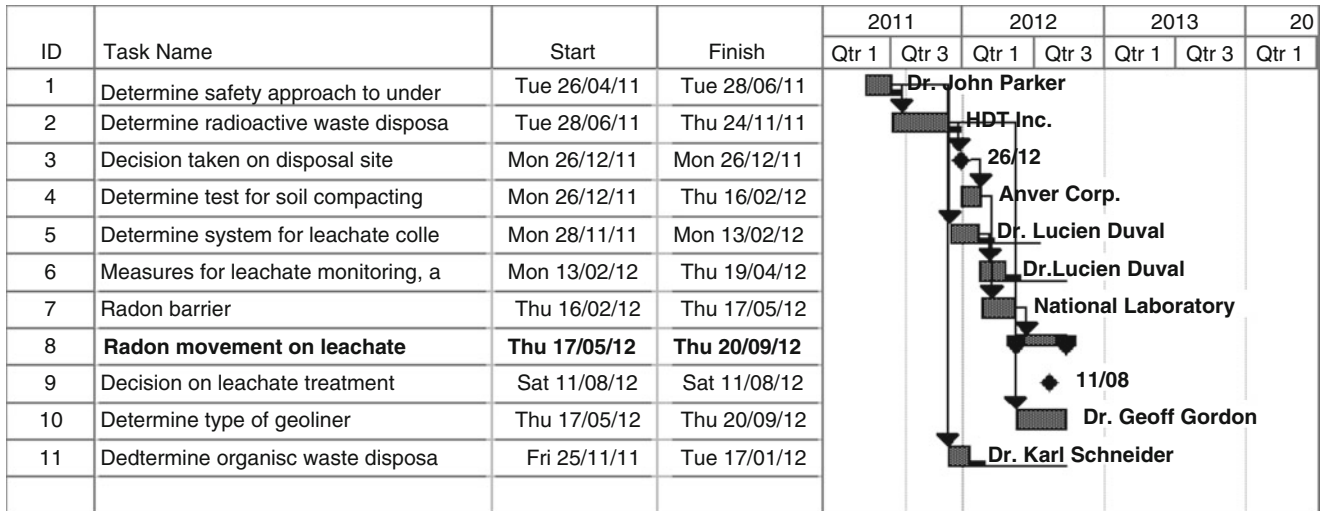 2011 2012 2013 20
ID Task Name Start Finish Qtr 1 Qtr 3 Qtr 1 Qtr 3 Qtr 1 Qtr 3 Qtr 1
1 Determine safety approach to under Tue 26/04/11 Tue 28/06/11 Dr. John Parker
2 Determine radioactive waste disposa Tue 28/06/11 Thu 24/11/11 HDT Inc.
3 Decision taken on disposal site Mon 26/12/11 Mon 26/12/11 26/12
4 Determine test for soil compacting Mon 26/12/11 Thu 16/02/12 Anver Corp.
5 Determine system for leachate colle Mon 28/11/11 Mon 13/02/12 Dr. Lucien Duval
6 Measures for leachate monitoring, a Mon 13/02/12 Thu 19/04/12 Dr.Lucien Duval
7 Radon barrier Thu 16/02/12 Thu 17/05/12 National Laboratory
8 Radon movement on leachate Thu 17/05/12 Thu 20/09/12
9 Decision on leachate treatment Sat 11/08/12 Sat 11/08/12 11/08
10 Determine type of geoliner Thu 17/05/12 Thu 20/09/12 Dr. Geoff Gordon
11 Dedtermine organisc waste disposa Fri 25/11/11 Tue 17/01/12 Dr. Karl Schneider